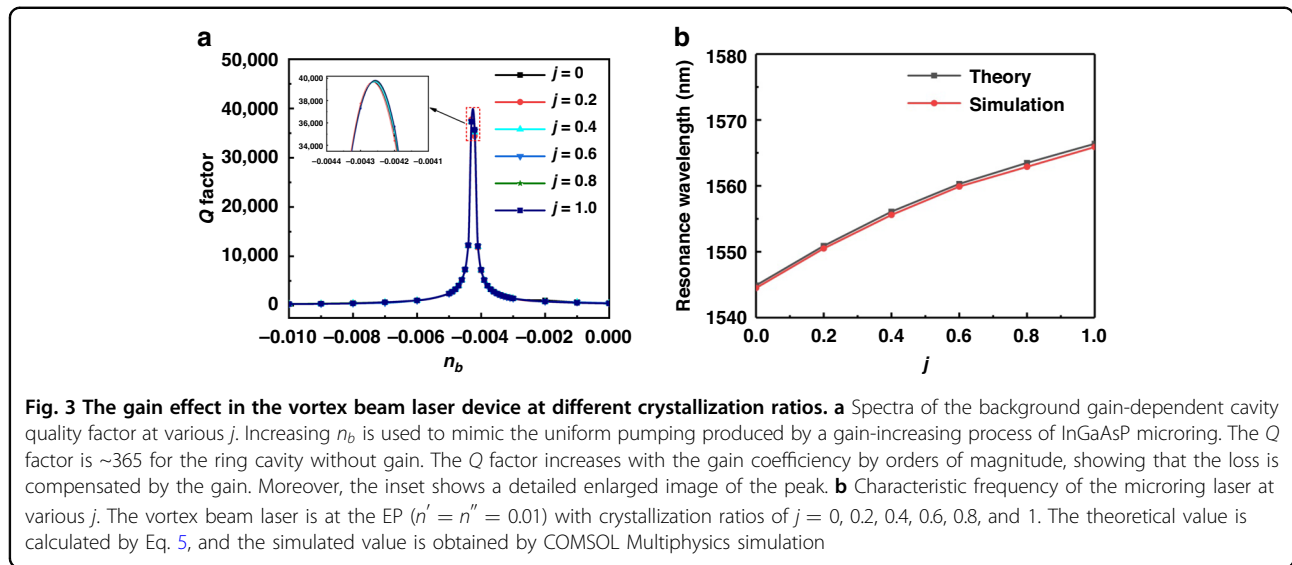 a
50,000
40,000
30,000
20,000
10,000
0
Q factor
40,000
38,000
36,000
34,000
−0.0044 −0.0043 −0.0042 −0.0041
j = 0
j = 0.2
j = 0.4
j = 0.6
j = 0.8
j = 1.0
−0.010 −0.008 −0.006 −0.004 −0.002 0.000
n_b
b
1580
1570
1560
1550
1540
Resonance wavelength (nm)
Theory
Simulation
0.0 0.2 0.4 0.6 0.8 1.0
j
Fig. 3 The gain effect in the vortex beam laser device at different crystallization ratios. a Spectra of the background gain-dependent cavity
quality factor at various j. Increasing n_b is used to mimic the uniform pumping produced by a gain-increasing process of InGaAsP microring. The Q
factor is ~365 for the ring cavity without gain. The Q factor increases with the gain coefficiency by orders of magnitude, showing that the loss is
compensated by the gain. Moreover, the inset shows a detailed enlarged image of the peak. b Characteristic frequency of the microring laser at
various j. The vortex beam laser is at the EP (n′ = n″ = 0.01) with crystallization ratios of j = 0, 0.2, 0.4, 0.6, 0.8, and 1. The theoretical value is
calculated by Eq. 5, and the simulated value is obtained by COMSOL Multiphysics simulation